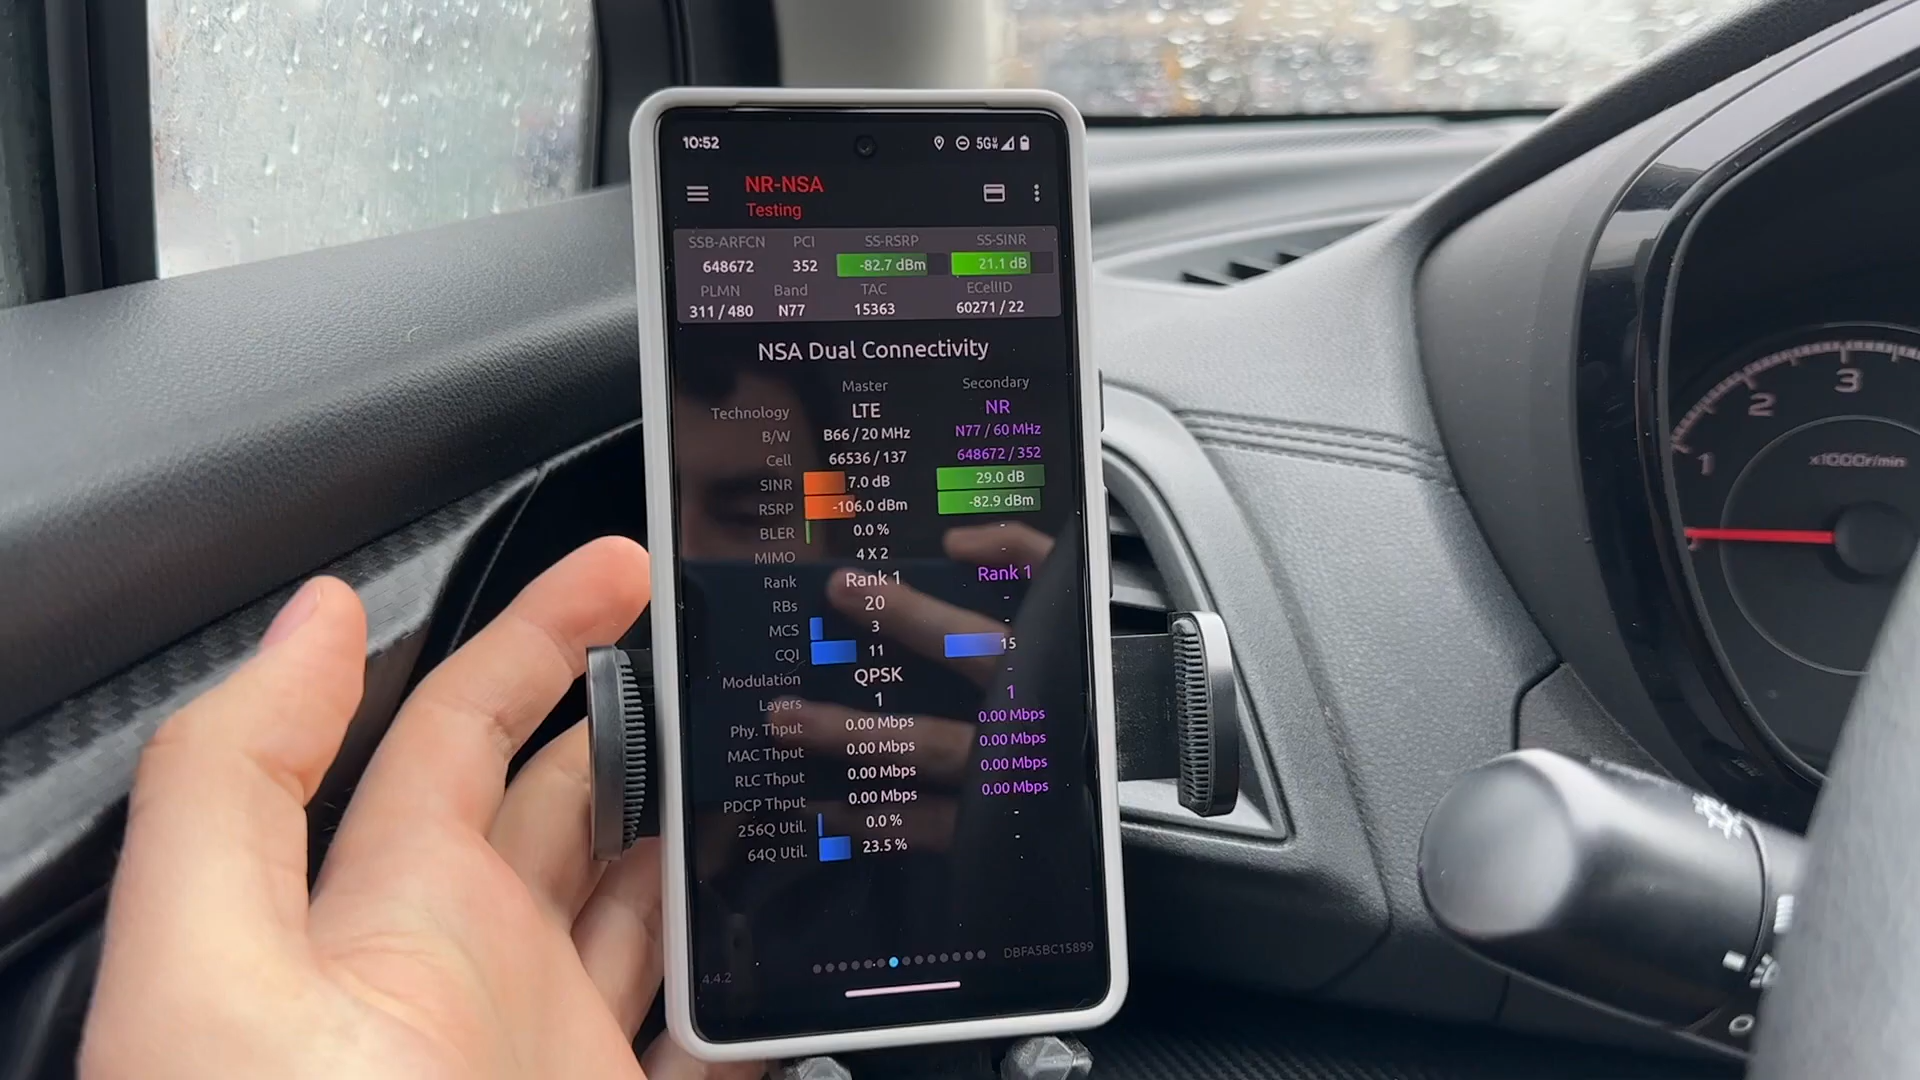 10:52 5G UW
NR-NSA
Testing
SSB-ARFCN PCI SS-RSRP SS-SINR
648672 352 -82.7 dBm 21.1 dB
PLMN Band TAC ECellID
311 / 480 N77 15363 60271 / 22
NSA Dual Connectivity
Master Secondary
Technology LTE NR
B/W B66 / 20 MHz N77 / 60 MHz
Cell 66536 / 137 648672 / 352
SINR 7.0 dB 29.0 dB
RSRP -106.0 dBm -82.9 dBm
BLER 0.0 % -
MIMO 4 X 2 -
Rank Rank 1 Rank 1
RBs 20 -
MCS 3 -
CQI 11 15
Modulation QPSK -
Layers 1 1
Phy. Thput 0.00 Mbps 0.00 Mbps
MAC Thput 0.00 Mbps 0.00 Mbps
RLC Thput 0.00 Mbps 0.00 Mbps
PDCP Thput 0.00 Mbps 0.00 Mbps
256Q Util. 0.0 % -
64Q Util. 23.5 % -
4.4.2 DBFA5BC15899
1 2 3
x1000r/min